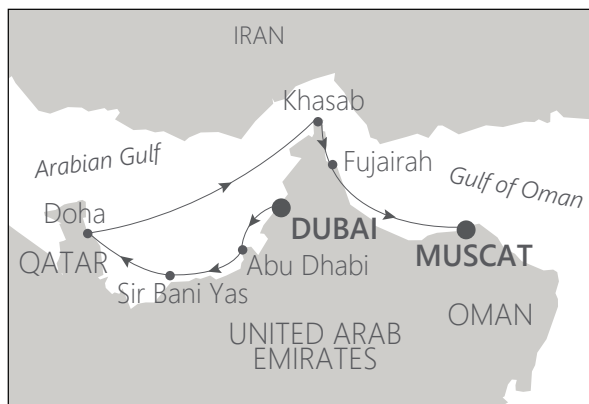 IRAN
Khasab
Arabian Gulf
Fujairah
Gulf of Oman
Doha
DUBAI
QATAR
Abu Dhabi
MUSCAT
Sir Bani Yas
OMAN
UNITED ARAB
EMIRATES